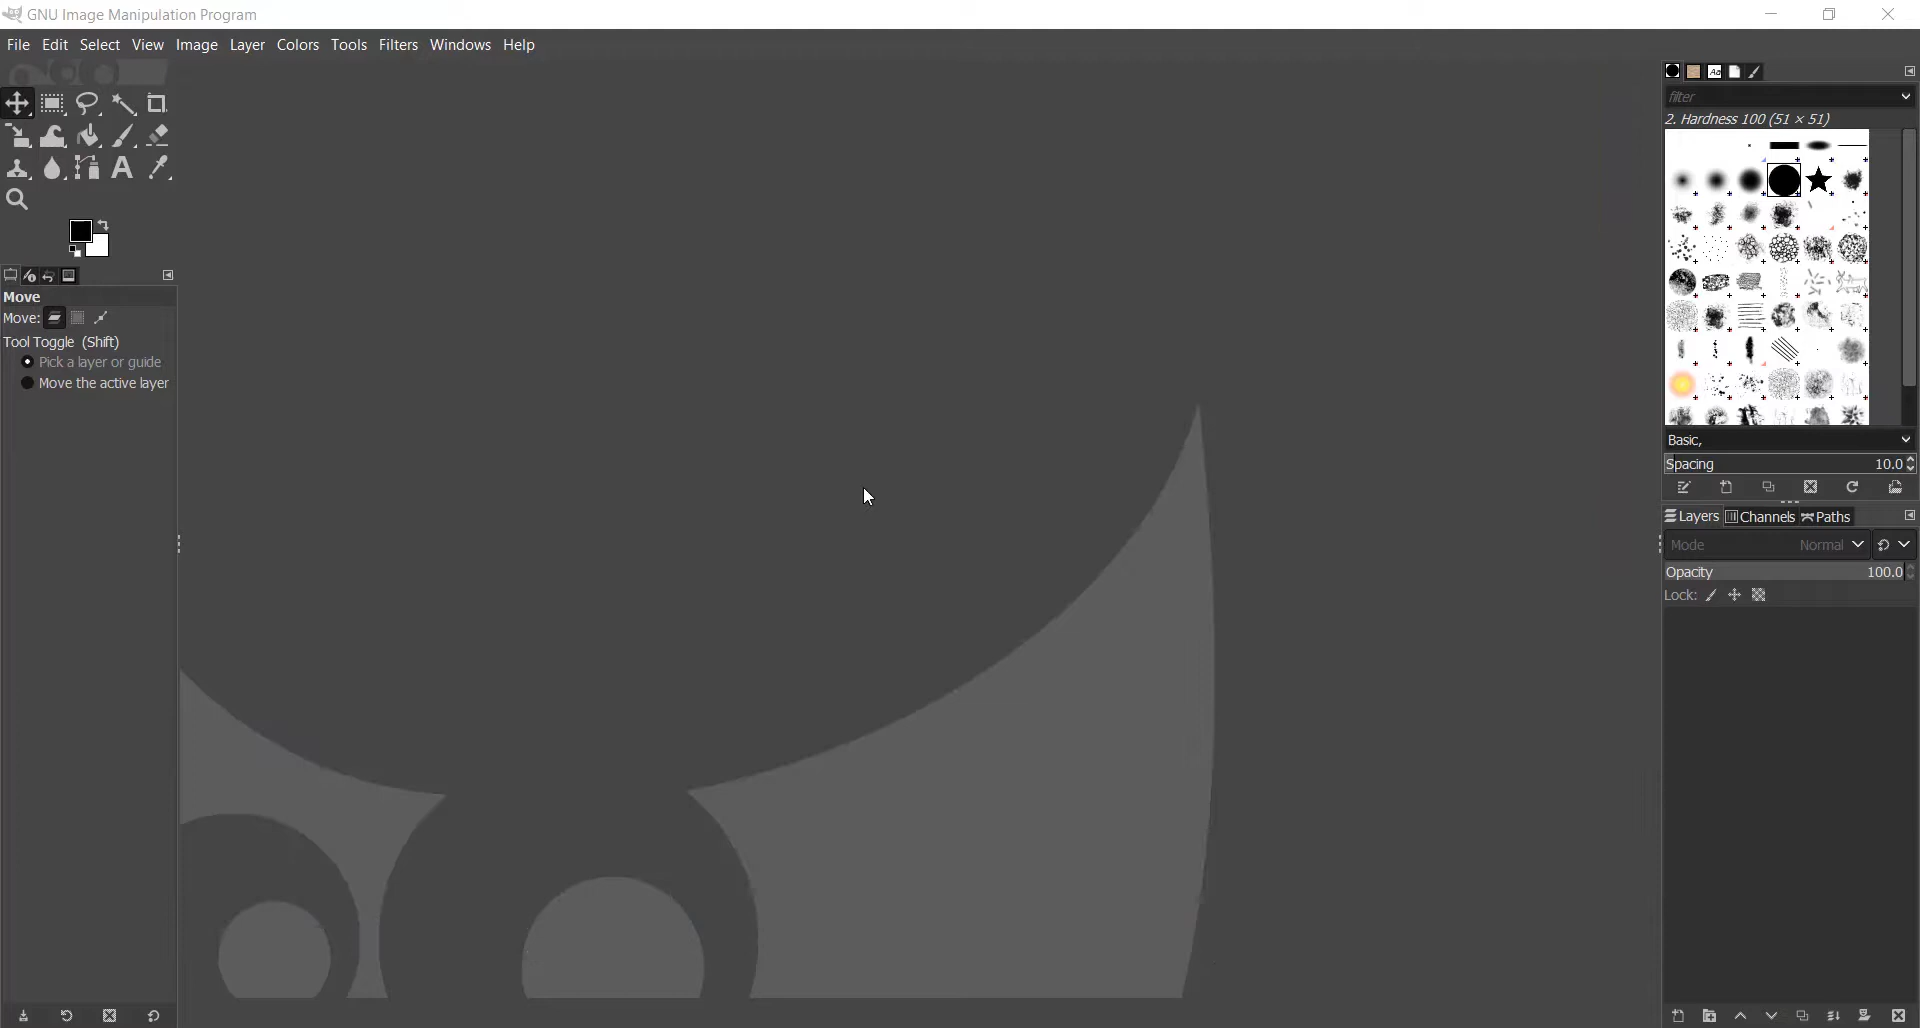 GNU Image Manipulation Program
File Edit Select View Image Layer Colors Tools Filters Windows Help
filter
2. Hardness 100 (51 × 51)
Move
Move:
Tool Toggle (Shift)
Pick a layer or guide
Move the active layer
Basic,
Spacing 10.0
Layers Channels Paths
Mode Normal
Opacity 100.0
Lock: